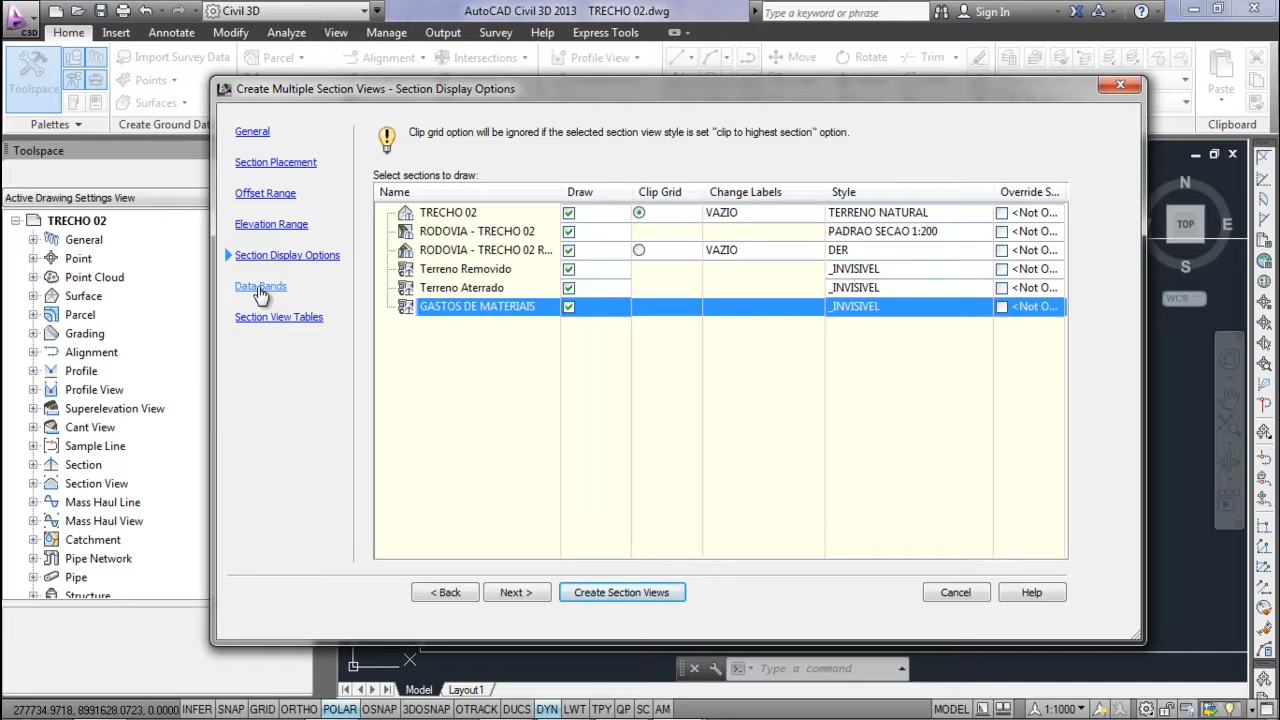 Civil 3D
AutoCAD Civil 3D 2013 TRECHO 02.dwg
Type a keyword or phrase
Sign In
C3D
Home Insert Annotate Modify Analyze View Manage Output Survey Help Express Tools
Toolspace
Import Survey Data
Points
Surfaces
Parcel
Alignment
Intersections
Profile View
Move
Rotate
Trim
Paste
Palettes
Create Ground Data
Clipboard
Toolspace
Active Drawing Settings View
TRECHO 02
General
Point
Point Cloud
Surface
Parcel
Grading
Alignment
Profile
Profile View
Superelevation View
Cant View
Sample Line
Section
Section View
Mass Haul Line
Mass Haul View
Catchment
Pipe Network
Pipe
Structure
Create Multiple Section Views - Section Display Options
General
Section Placement
Offset Range
Elevation Range
Section Display Options
Data Bands
Section View Tables
Clip grid option will be ignored if the selected section view style is set "clip to highest section" option.
Select sections to draw:
Name Draw Clip Grid Change Labels Style Override S...
TRECHO 02 VAZIO TERRENO NATURAL <Not O...
RODOVIA - TRECHO 02 PADRAO SECAO 1:200
RODOVIA - TRECHO 02 R... VAZIO DER <Not O...
Terreno Removido _INVISIVEL <Not O...
Terreno Aterrado _INVISIVEL <Not O...
GASTOS DE MATERIAIS _INVISIVEL <Not O...
< Back Next > Create Section Views Cancel Help
N
TOP
E
S
WCS
Type a command
Model Layout1
277734.9718, 8991628.0723, 0.0000 INFER SNAP GRID ORTHO POLAR OSNAP 3DOSNAP OTRACK DUCS DYN LWT TPY QP SC AM MODEL 1:1000